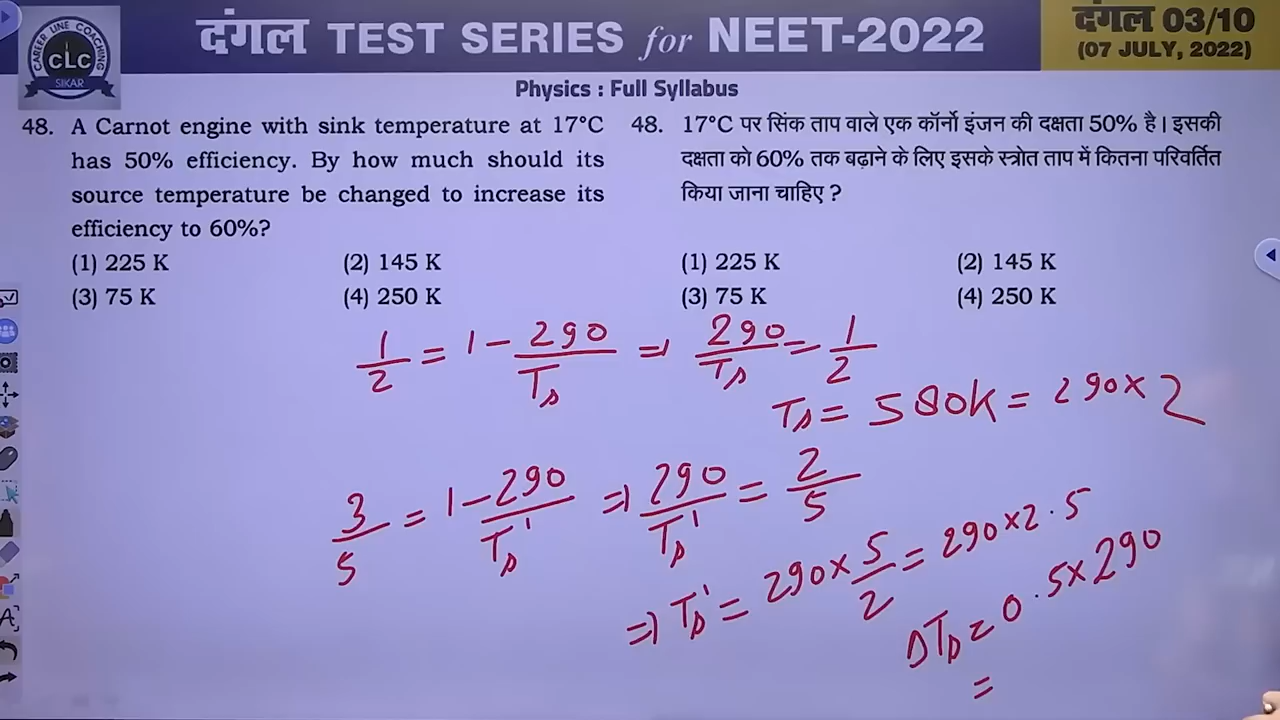 दंगल TEST SERIES for NEET-2022
दंगल 03/10
(07 JULY, 2022)
CAREER LINE COACHING
CLC
SIKAR
Physics : Full Syllabus
48. A Carnot engine with sink temperature at 17°C
has 50% efficiency. By how much should its
source temperature be changed to increase its
efficiency to 60%?
(1) 225 K (2) 145 K
(3) 75 K (4) 250 K
48. 17°C पर सिंक ताप वाले एक कॉर्नो इंजन की दक्षता 50% है। इसकी
दक्षता को 60% तक बढ़ाने के लिए इसके स्त्रोत ताप में कितना परिवर्तित
किया जाना चाहिए ?
(1) 225 K (2) 145 K
(3) 75 K (4) 250 K
1/2 = 1 - 290/Ts ⇒ 290/Ts = 1/2
Ts = 580K = 290 × 2
3/5 = 1 - 290/Ts' ⇒ 290/Ts' = 2/5
⇒ Ts' = 290 × 5/2 = 290 × 2.5
ΔTs = 0.5 × 290
=